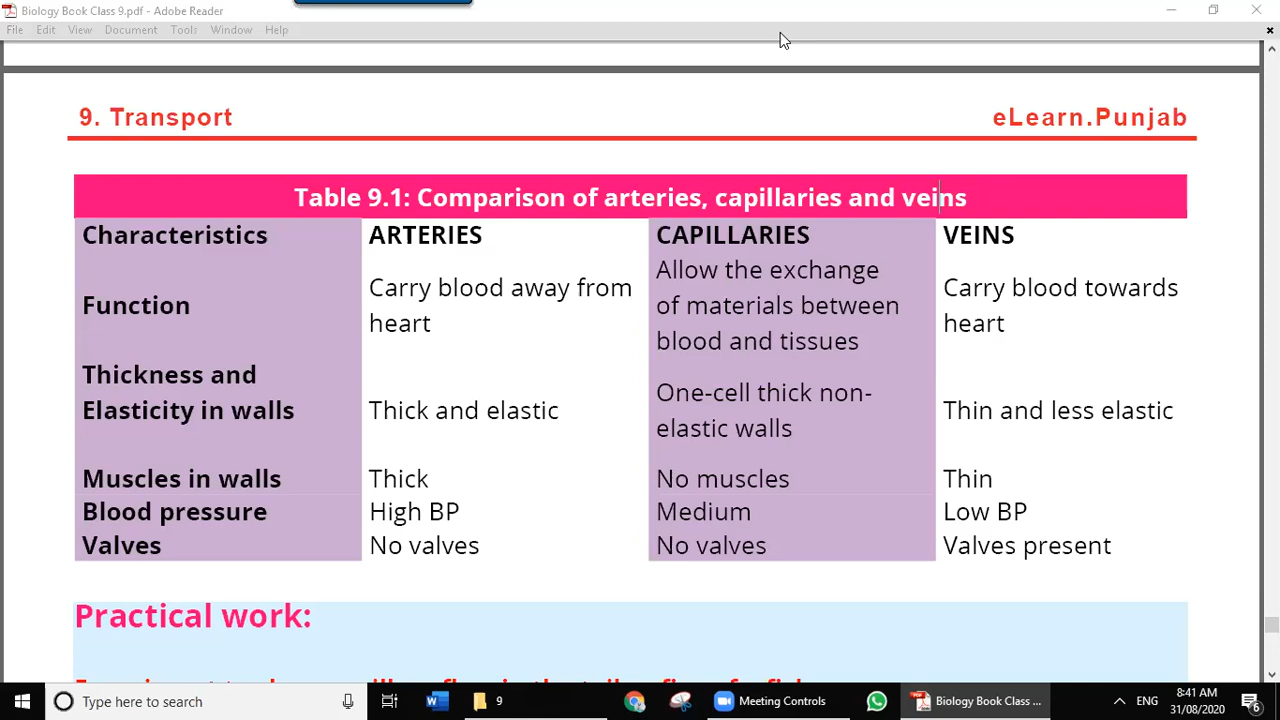 Biology Book Class 9.pdf - Adobe Reader
File Edit View Document Tools Window Help
9. Transport eLearn.Punjab
Table 9.1: Comparison of arteries, capillaries and veins
Characteristics ARTERIES CAPILLARIES VEINS
Function Carry blood away from heart Allow the exchange of materials between blood and tissues Carry blood towards heart
Thickness and Elasticity in walls Thick and elastic One-cell thick non-elastic walls Thin and less elastic
Muscles in walls Thick No muscles Thin
Blood pressure High BP Medium Low BP
Valves No valves No valves Valves present
Practical work:
Type here to search 9 Meeting Controls Biology Book Class ... ENG 8:41 AM
31/08/2020 6